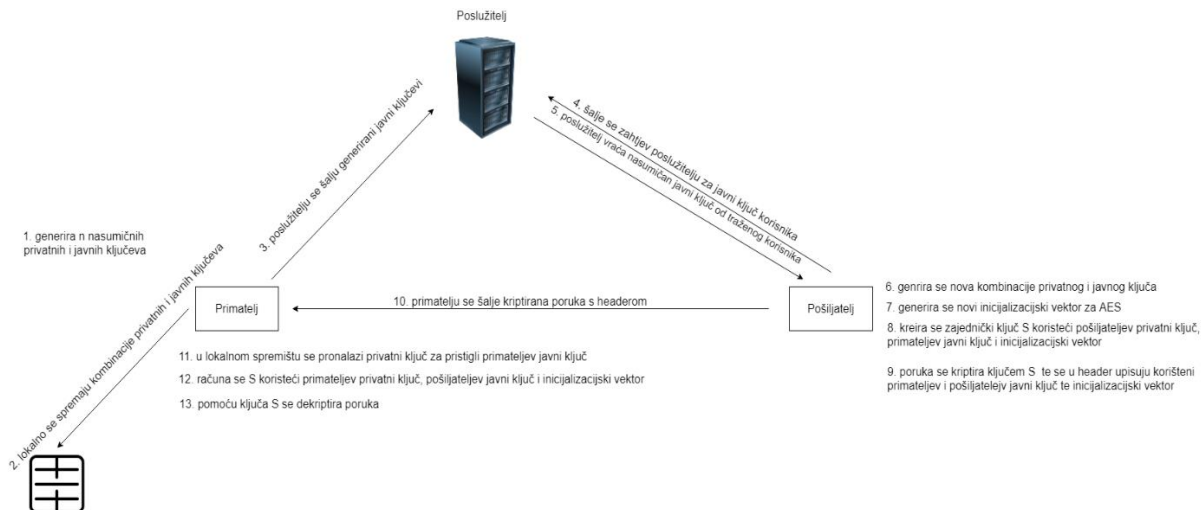 Poslužitelj
1. generira n nasumičnih
privatnih i javnih ključeva
2. lokalno se spremaju kombinacije privatnih i javnih ključeva
3. poslužitelju se šalju generirani javni ključevi
4. šalje se zahtjev poslužitelju za javni ključ korisnika
5. poslužitelj vraća nasumičan javni ključ od traženog korisnika
Primatelj
10. primatelju se šalje kriptirana poruka s headerom
Pošiljatelj
6. genrira se nova kombinacije privatnog i javnog ključa
7. generira se novi inicijalizacijski vektor za AES
8. kreira se zajednički ključ S koristeći pošiljateljev privatni ključ,
primateljev javni ključ i inicijalizacijski vektor
9. poruka se kriptira ključem S te se u header upisuju korišteni
primateljev i pošiljatelejv javni ključ te inicijalizacijski vektor
11. u lokalnom spremištu se pronalazi privatni ključ za pristigli primateljev javni ključ
12. računa se S koristeći primateljev privatni ključ, pošiljateljev javni ključ i inicijalizacijski vektor
13. pomoću ključa S se dekriptira poruka